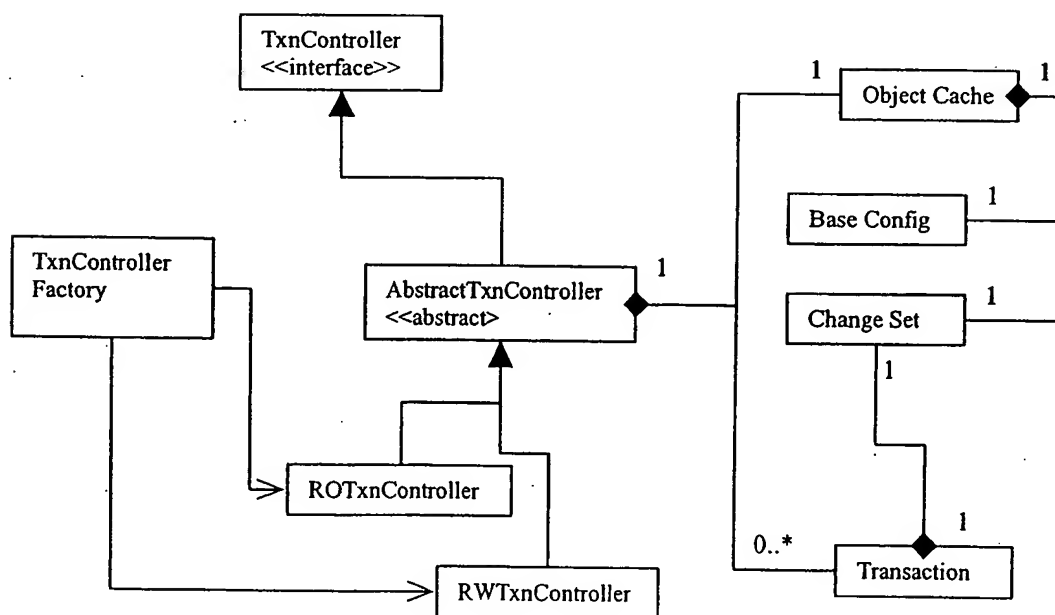 TxnController
<<interface>>
1
Object Cache
1
Base Config
1
TxnController
Factory
AbstractTxnController
<<abstract>
1
Change Set
1
1
ROTxnController
0..*
1
Transaction
RWTxnController